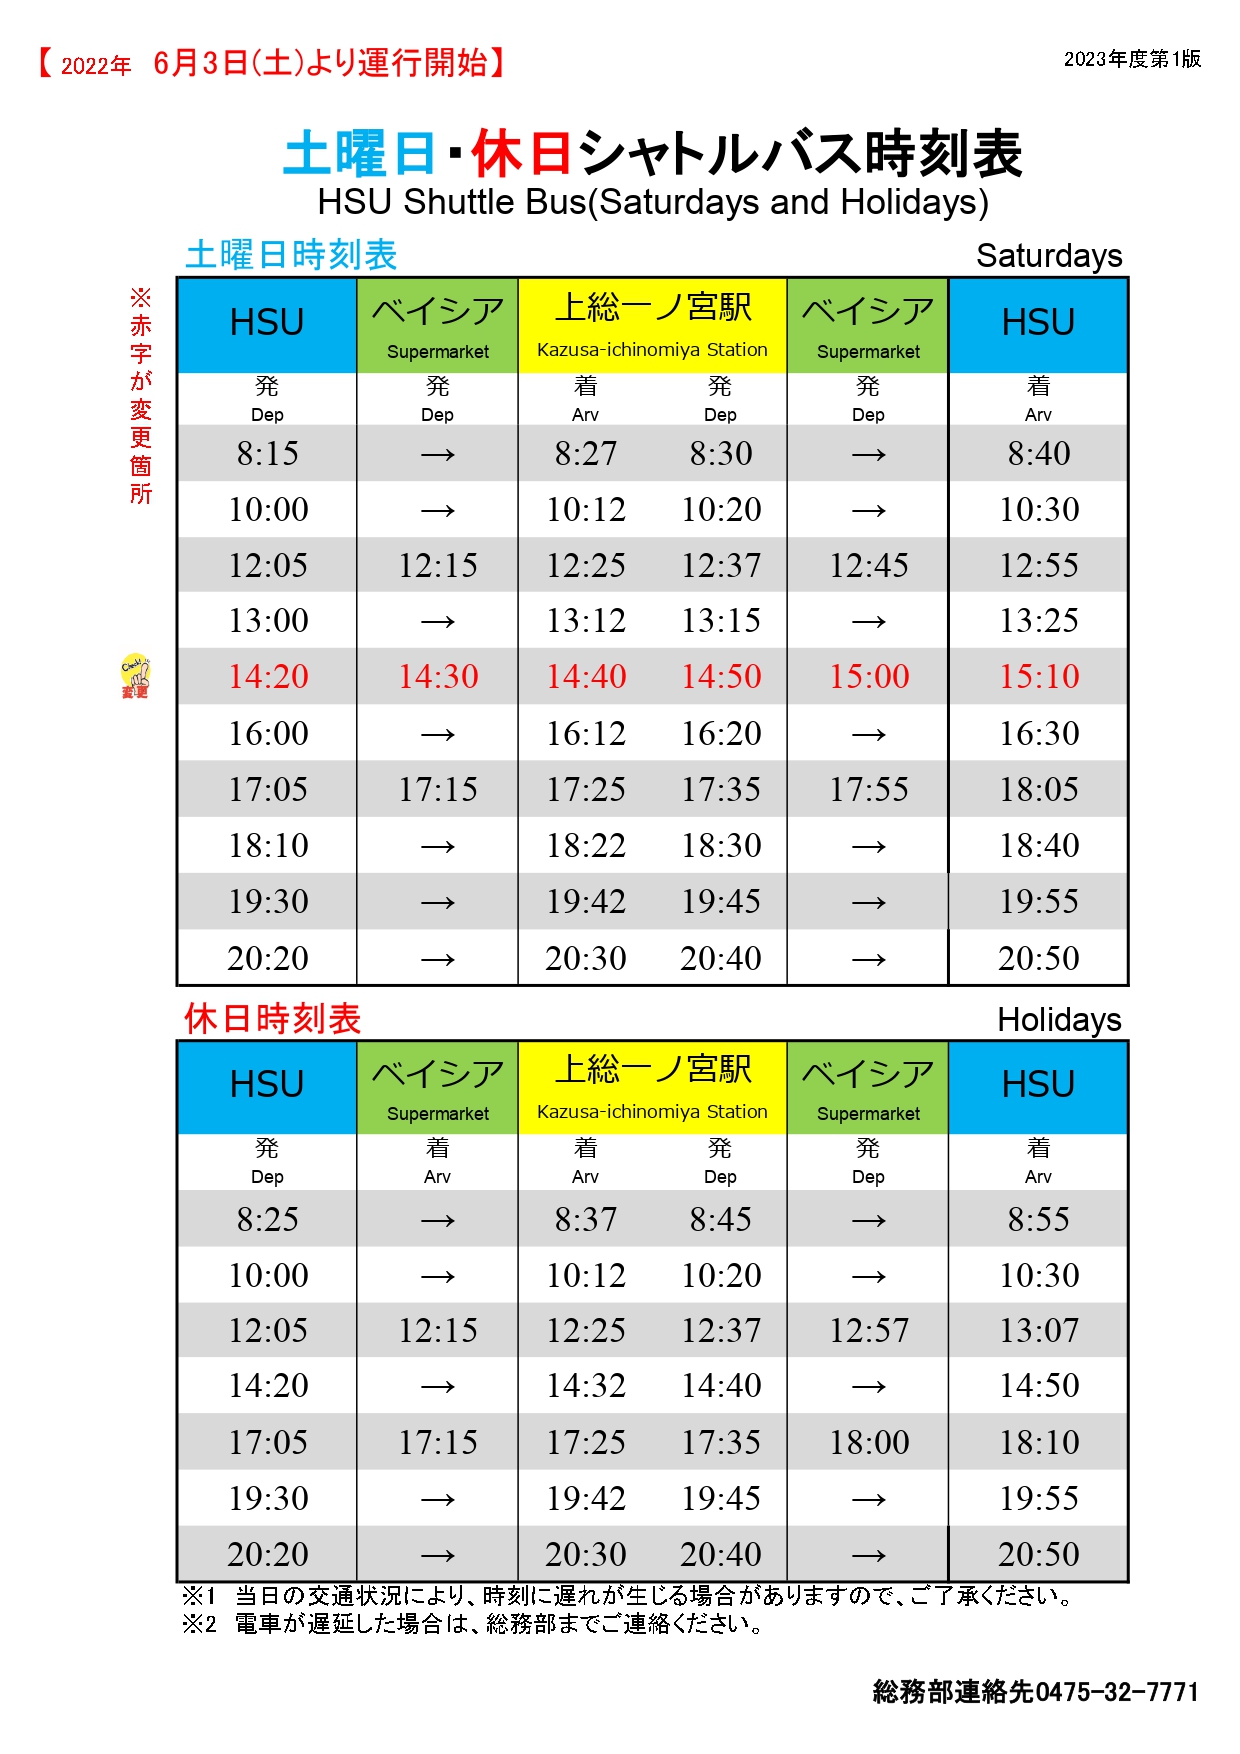 【 2022年 6月3日(土)より運行開始】
2023年度第1版
土曜日・休日シャトルバス時刻表
HSU Shuttle Bus(Saturdays and Holidays)
土曜日時刻表 Saturdays
※赤字が変更箇所
HSU ベイシア 上総一ノ宮駅 ベイシア HSU
Supermarket Kazusa-ichinomiya Station Supermarket
発 発 着 発 発 着
Dep Dep Arv Dep Dep Arv
8:15 → 8:27 8:30 → 8:40
10:00 → 10:12 10:20 → 10:30
12:05 12:15 12:25 12:37 12:45 12:55
13:00 → 13:12 13:15 → 13:25
Check!
変更
14:20 14:30 14:40 14:50 15:00 15:10
16:00 → 16:12 16:20 → 16:30
17:05 17:15 17:25 17:35 17:55 18:05
18:10 → 18:22 18:30 → 18:40
19:30 → 19:42 19:45 → 19:55
20:20 → 20:30 20:40 → 20:50
休日時刻表 Holidays
HSU ベイシア 上総一ノ宮駅 ベイシア HSU
Supermarket Kazusa-ichinomiya Station Supermarket
発 着 着 発 発 着
Dep Arv Arv Dep Dep Arv
8:25 → 8:37 8:45 → 8:55
10:00 → 10:12 10:20 → 10:30
12:05 12:15 12:25 12:37 12:57 13:07
14:20 → 14:32 14:40 → 14:50
17:05 17:15 17:25 17:35 18:00 18:10
19:30 → 19:42 19:45 → 19:55
20:20 → 20:30 20:40 → 20:50
※1 当日の交通状況により、時刻に遅れが生じる場合がありますので、ご了承ください。
※2 電車が遅延した場合は、総務部までご連絡ください。
総務部連絡先0475-32-7771